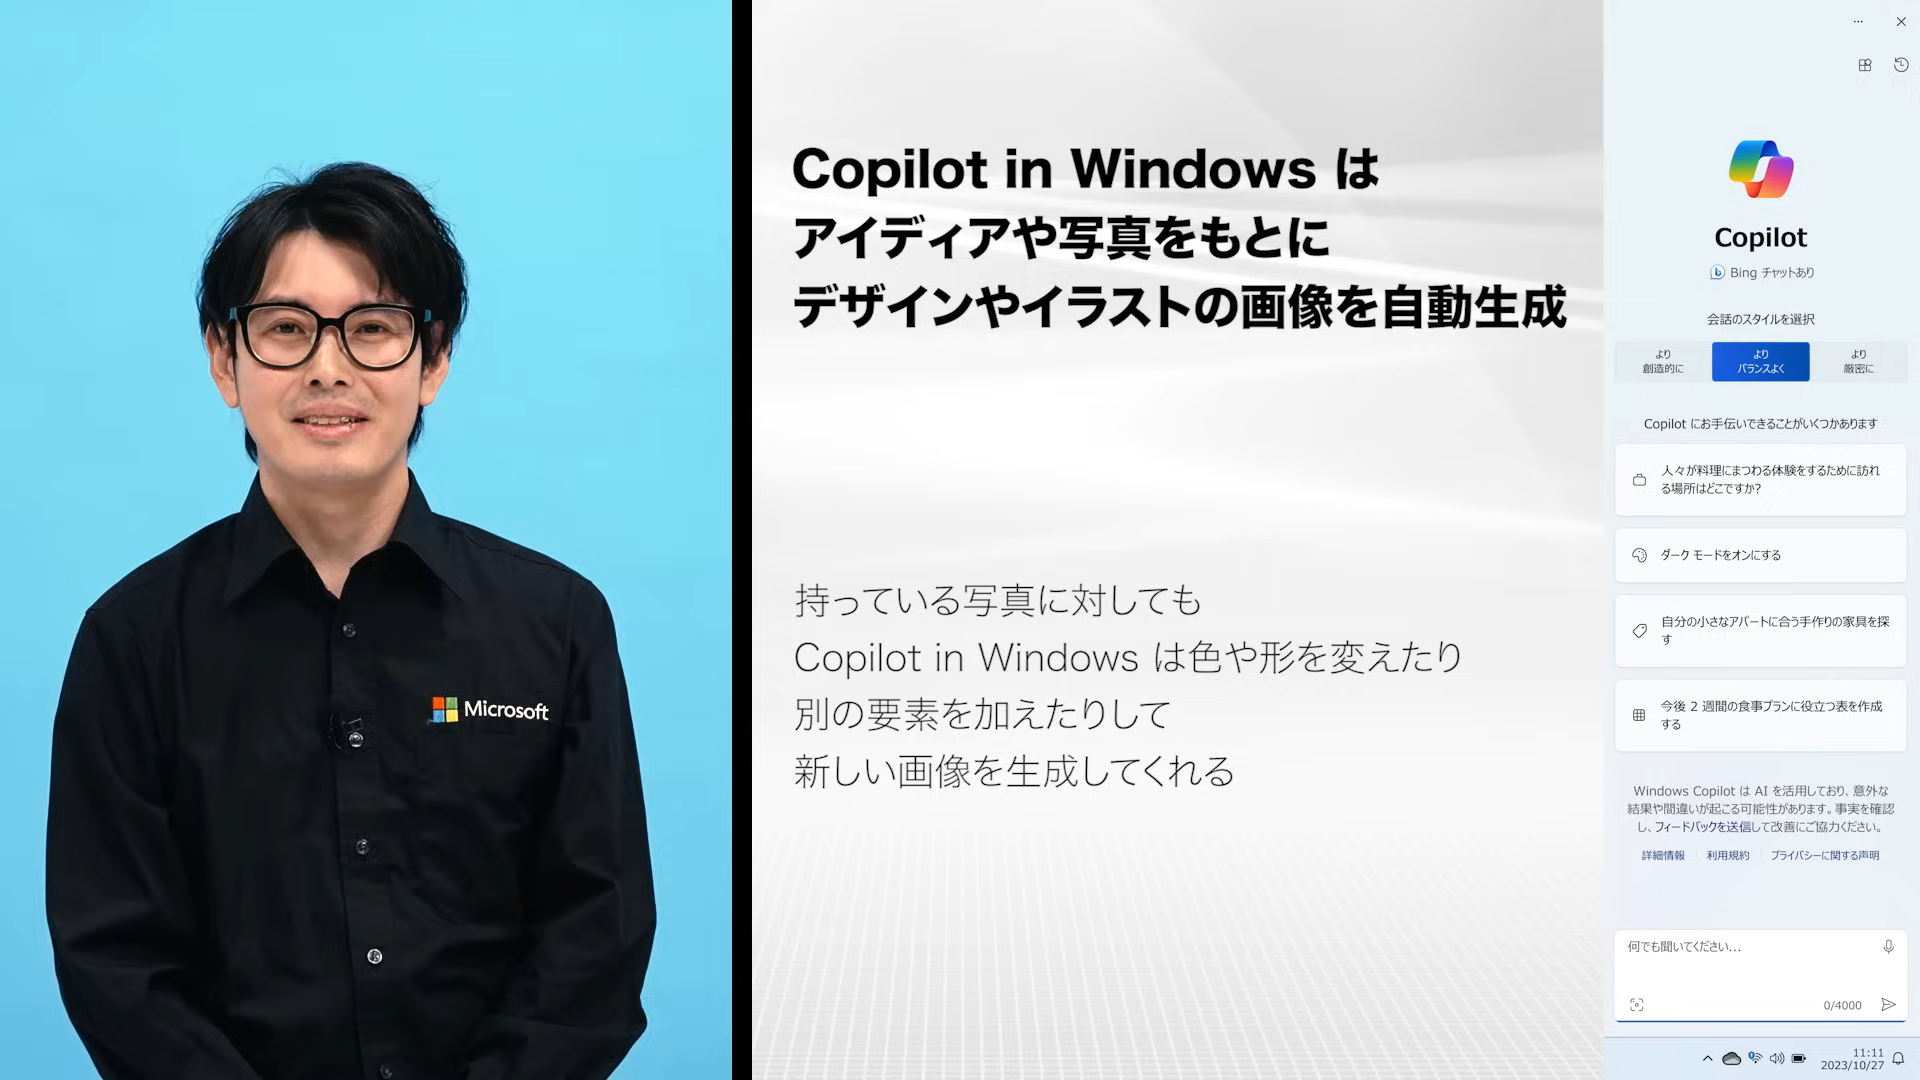 Microsoft
Copilot in Windows は
アイディアや写真をもとに
デザインやイラストの画像を自動生成
持っている写真に対しても
Copilot in Windows は色や形を変えたり
別の要素を加えたりして
新しい画像を生成してくれる
Copilot
Bing チャットあり
会話のスタイルを選択
より
創造的に
より
バランスよく
より
厳密に
Copilot にお手伝いできることがいくつかあります
人々が料理にまつわる体験をするために訪れ
る場所はどこですか?
ダーク モードをオンにする
自分の小さなアパートに合う手作りの家具を探
す
今後 2 週間の食事プランに役立つ表を作成
する
Windows Copilot は AI を活用しており、意外な
結果や間違いが起こる可能性があります。事実を確認
し、フィードバックを送信して改善にご協力ください。
詳細情報 利用規約 プライバシーに関する声明
何でも聞いてください...
0/4000
11:11
2023/10/27